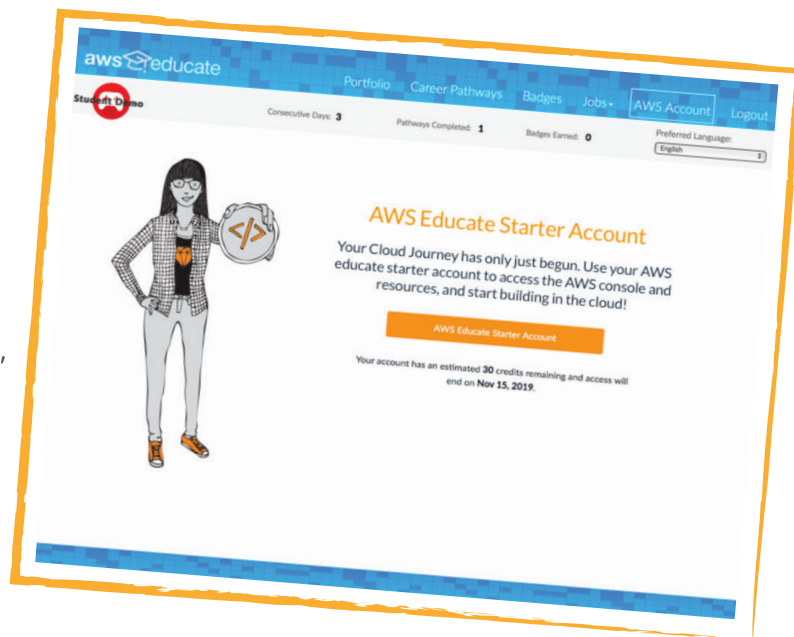 aws educate
Portfolio Career Pathways Badges Jobs AWS Account Logout
Student Demo
Consecutive Days: 3 Pathways Completed: 1 Badges Earned: 0 Preferred Language:
English
</>
AWS Educate Starter Account
Your Cloud Journey has only just begun. Use your AWS
educate starter account to access the AWS console and
resources, and start building in the cloud!
AWS Educate Starter Account
Your account has an estimated 30 credits remaining and access will
end on Nov 15, 2019.
,